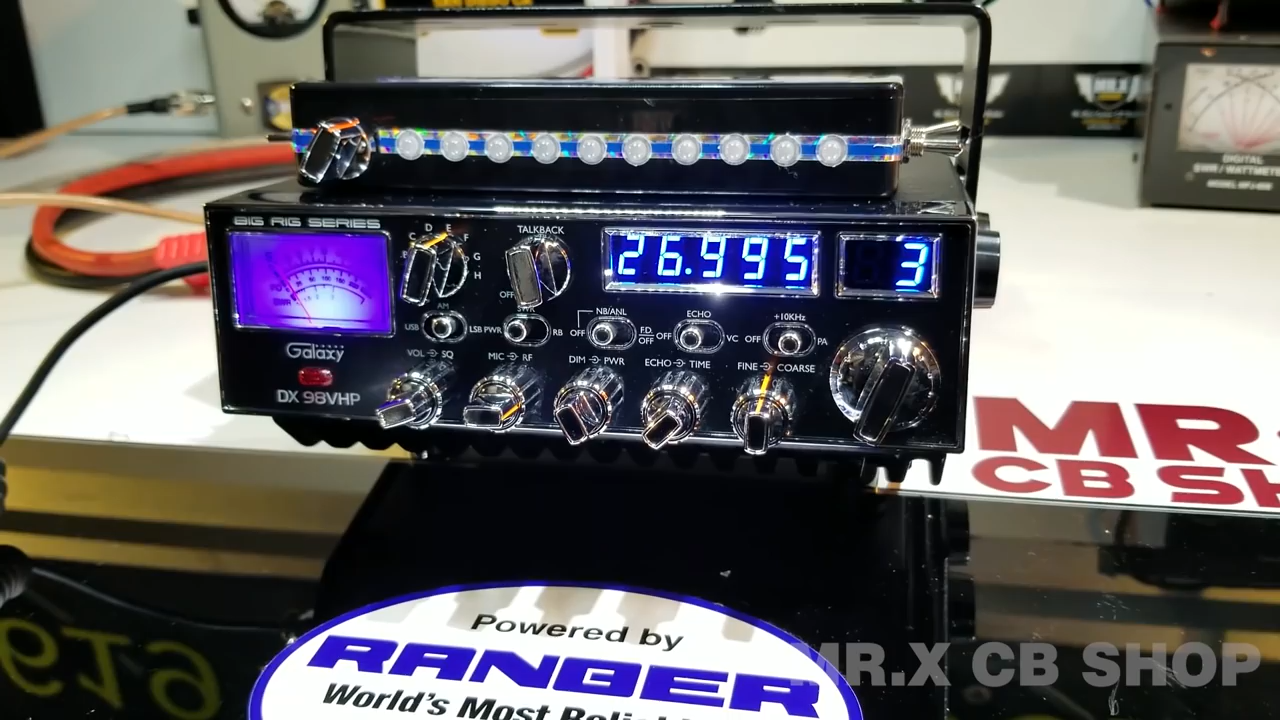 MR.X
DIGITAL
SWR / WATTMETER
BIG RIG SERIES
C D E F
G
H
TALKBACK
OFF
26.995
3
AM
USB LSB
SWR
PWR RB
NB/ANL
OFF F.D. OFF
ECHO
OFF VC
+10KHz
OFF PA
Galaxy
DX 98VHP
VOL SQ
MIC RF
DIM PWR
ECHO TIME
FINE COARSE
MR
CB SH
Powered by
RANGER
World's Most
MR.X CB SHOP